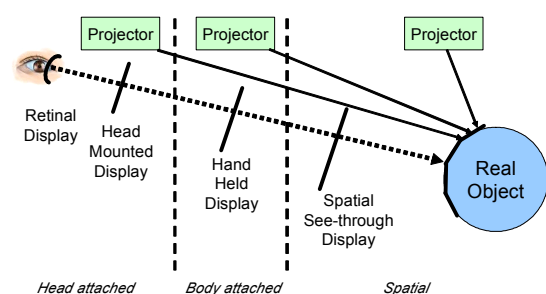 Projector
Projector
Projector
Retinal
Display
Head
Mounted
Display
Hand
Held
Display
Spatial
See-through
Display
Real
Object
Head attached
Body attached
Spatial